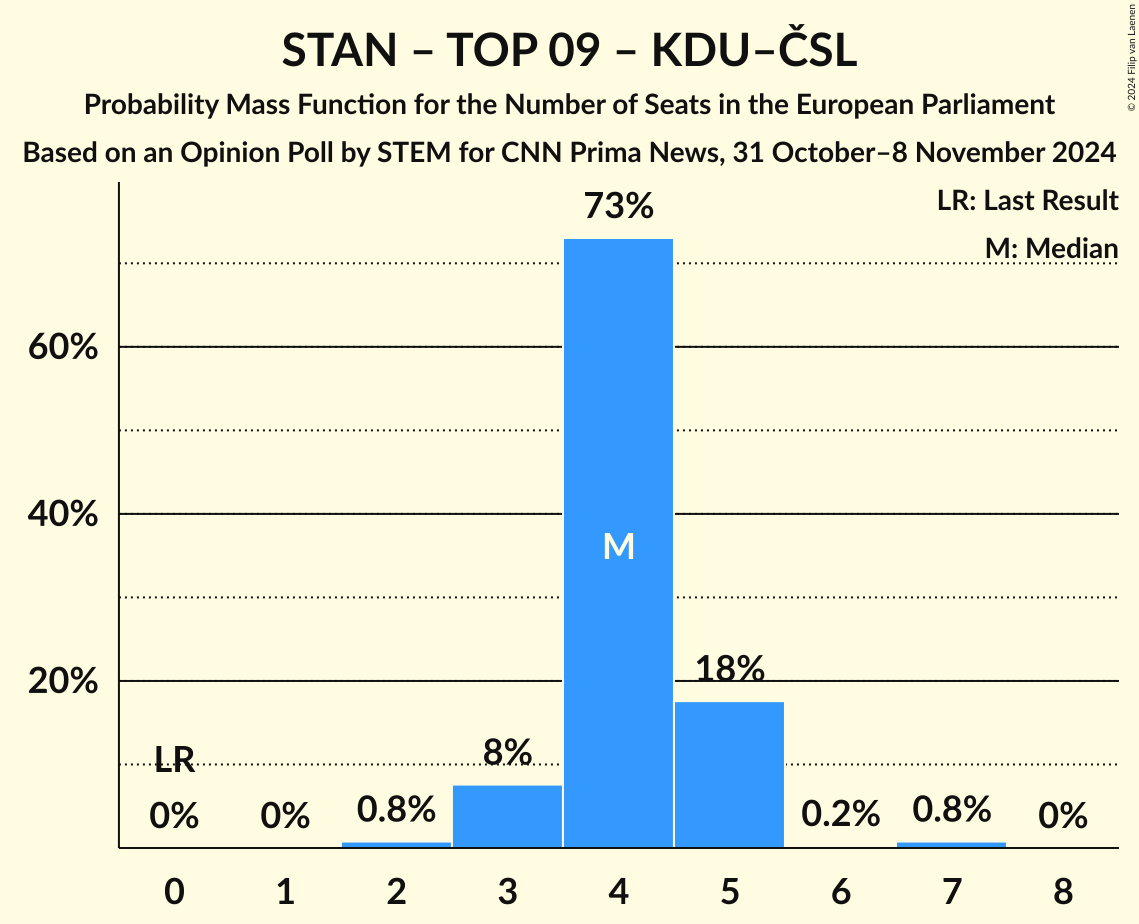 STAN – TOP 09 – KDU–ČSL
Probability Mass Function for the Number of Seats in the European Parliament
Based on an Opinion Poll by STEM for CNN Prima News, 31 October–8 November 2024
© 2024 Filip van Laenen
LR: Last Result
M: Median
73%
60%
40%
M
20%
18%
LR
8%
0% 0% 0.8% 0.2% 0.8% 0%
0 1 2 3 4 5 6 7 8